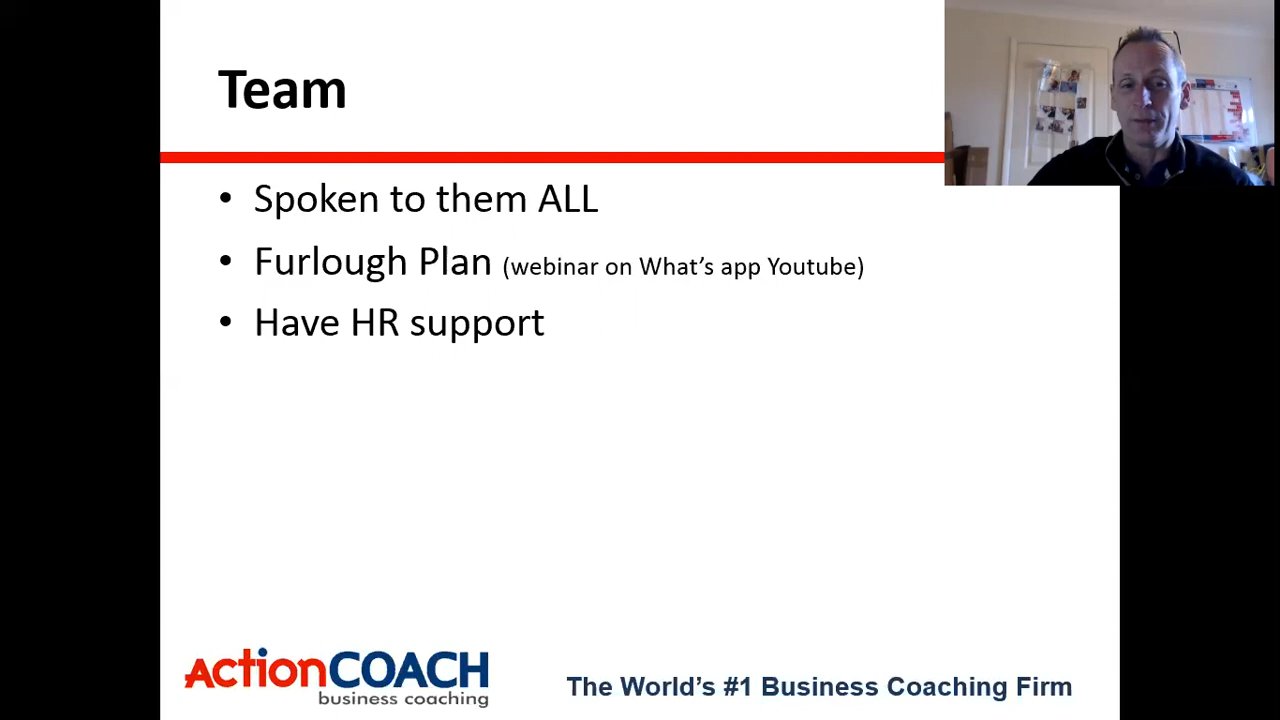 Team
• Spoken to them ALL
• Furlough Plan (webinar on What's app Youtube)
• Have HR support
ActionCOACH
business coaching
The World's #1 Business Coaching Firm